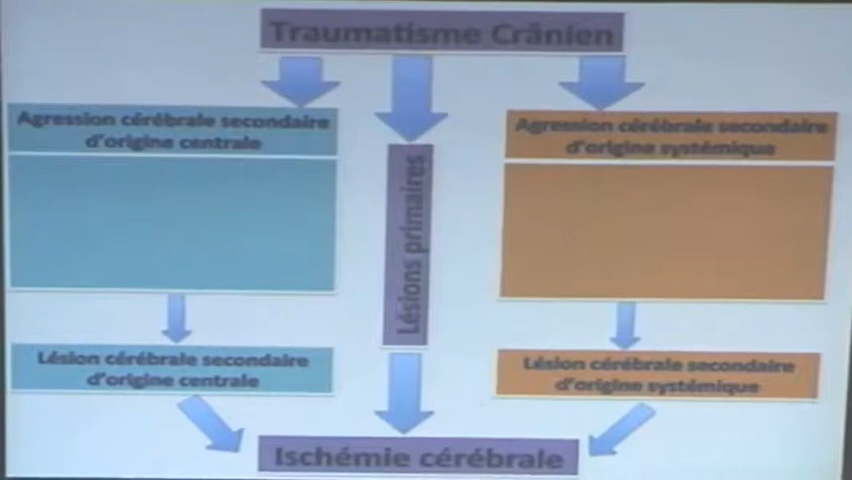 Traumatisme Crânien
Agression cérébrale secondaire
d'origine centrale
Lésions primaires
Agression cérébrale secondaire
d'origine systémique
Lésion cérébrale secondaire
d'origine centrale
Lésion cérébrale secondaire
d'origine systémique
Ischémie cérébrale